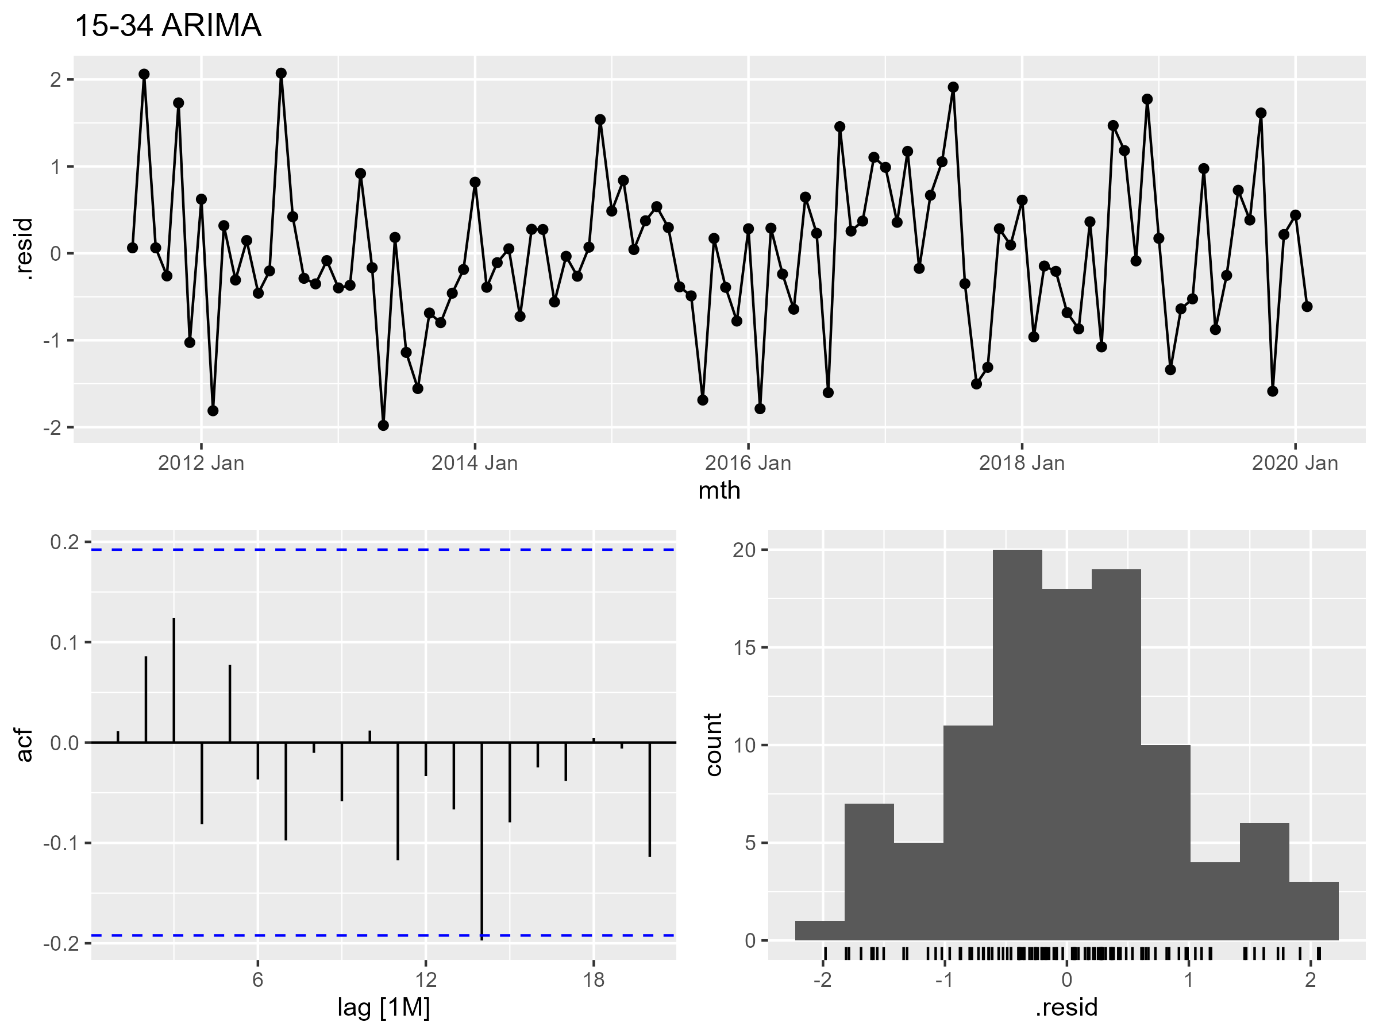 15-34 ARIMA
2
1
0
-1
-2
.resid
2012 Jan
2014 Jan
2016 Jan
2018 Jan
2020 Jan
mth
0.2
0.1
0.0
-0.1
-0.2
acf
6
12
18
lag [1M]
20
15
10
5
0
count
-2
-1
0
1
2
.resid